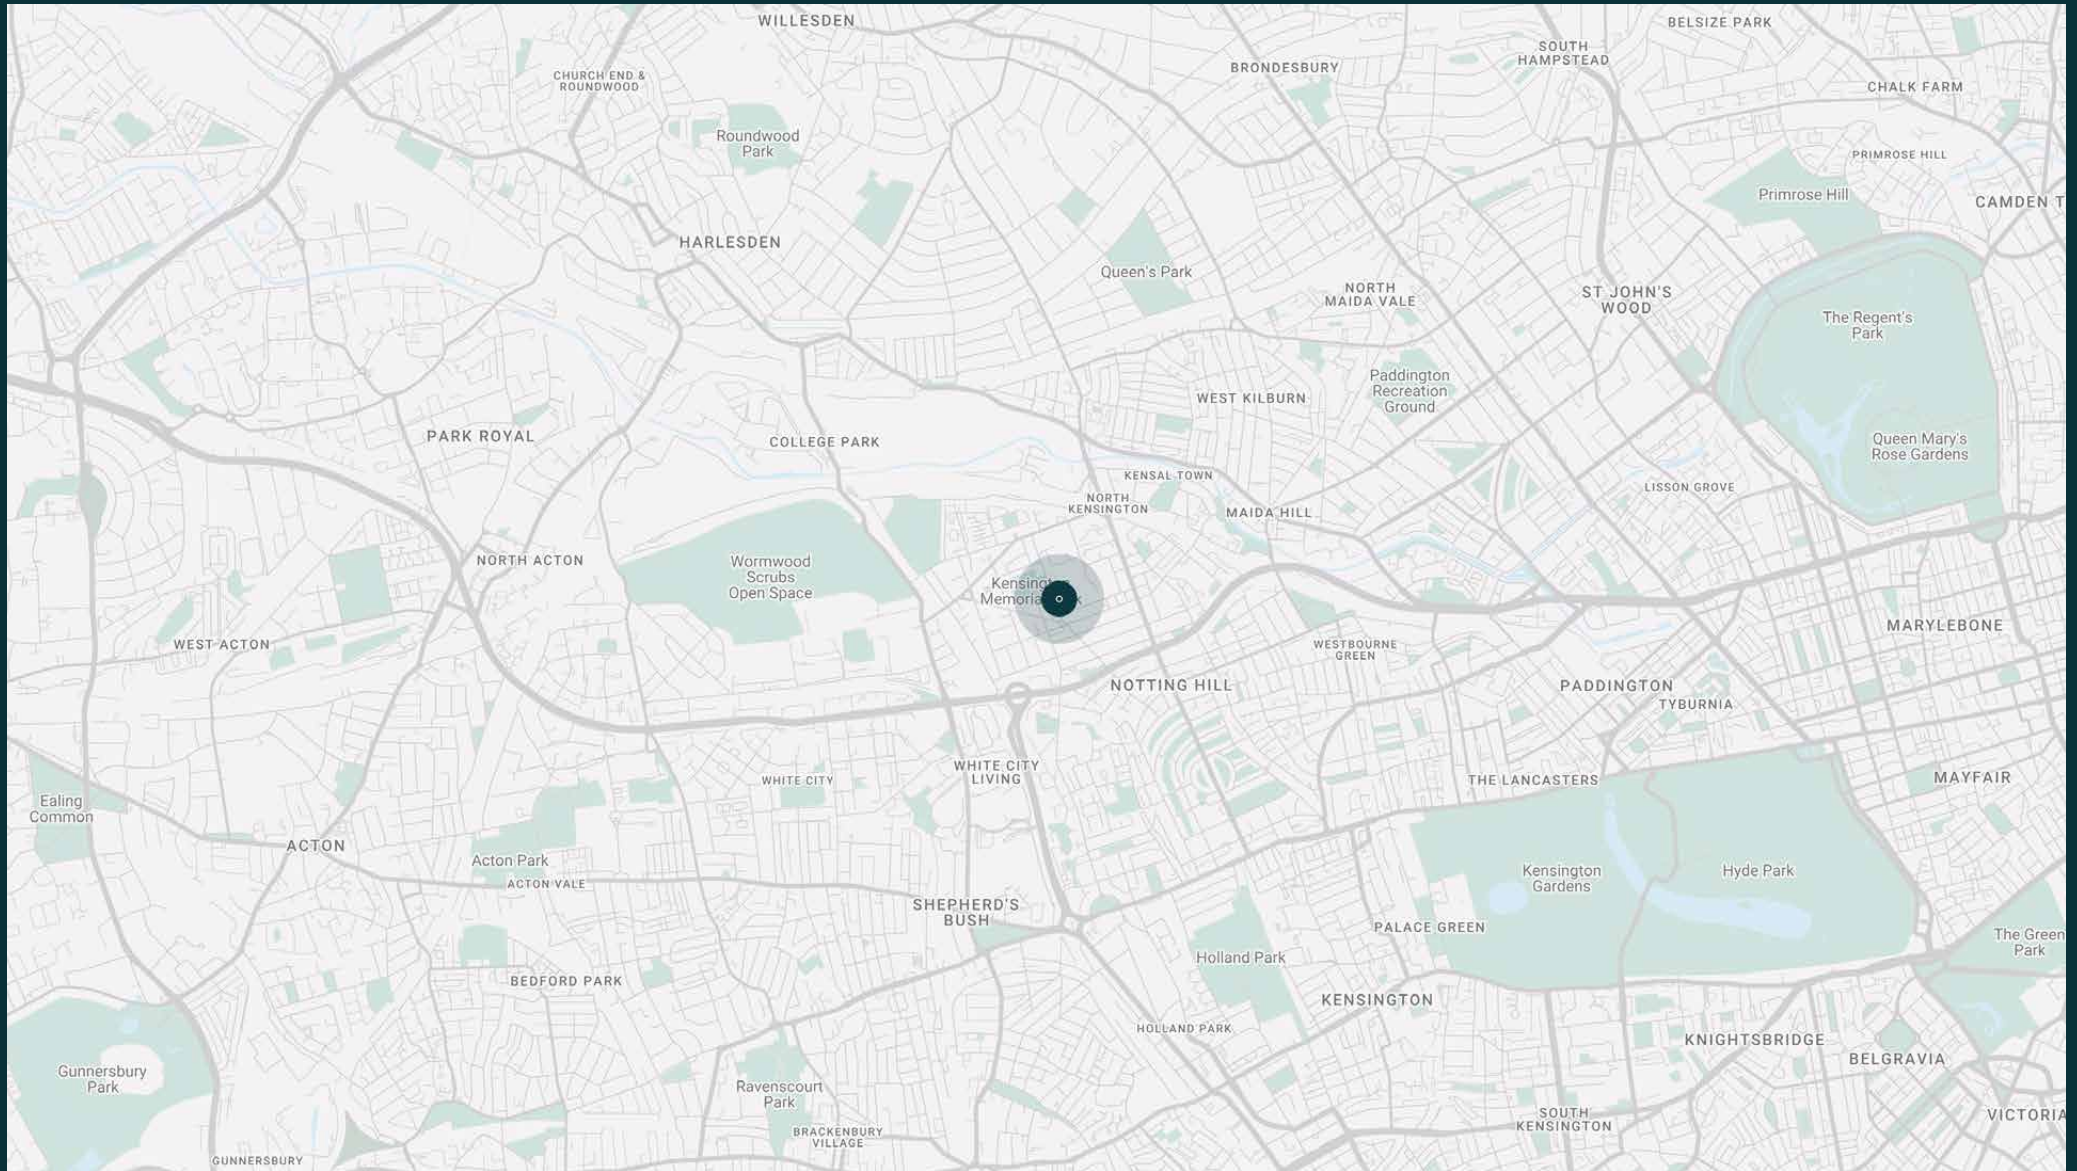 WILLESDEN
BELSIZE PARK
SOUTH
HAMPSTEAD
BRONDESBURY
CHURCH END &
ROUNDWOOD
CHALK FARM
Roundwood
Park
PRIMROSE HILL
Primrose Hill
CAMDEN T
HARLESDEN
Queen's Park
NORTH
MAIDA VALE
ST JOHN'S
WOOD
The Regent's
Park
Paddington
Recreation
Ground
WEST KILBURN
PARK ROYAL
COLLEGE PARK
Queen Mary's
Rose Gardens
KENSAL TOWN
LISSON GROVE
NORTH
KENSINGTON
MAIDA HILL
NORTH ACTON
Wormwood
Scrubs
Open Space
Kensington
Memorial
WEST ACTON
WESTBOURNE
GREEN
MARYLEBONE
NOTTING HILL
PADDINGTON
TYBURNIA
WHITE CITY
LIVING
WHITE CITY
THE LANCASTERS
MAYFAIR
Ealing
Common
ACTON
Acton Park
ACTON VALE
Kensington
Gardens
Hyde Park
SHEPHERD'S
BUSH
PALACE GREEN
The Green
Park
Holland Park
BEDFORD PARK
KENSINGTON
HOLLAND PARK
KNIGHTSBRIDGE
BELGRAVIA
Gunnersbury
Park
Ravenscourt
Park
SOUTH
KENSINGTON
VICTORIA
BRACKENBURY
VILLAGE
GUNNERSBURY